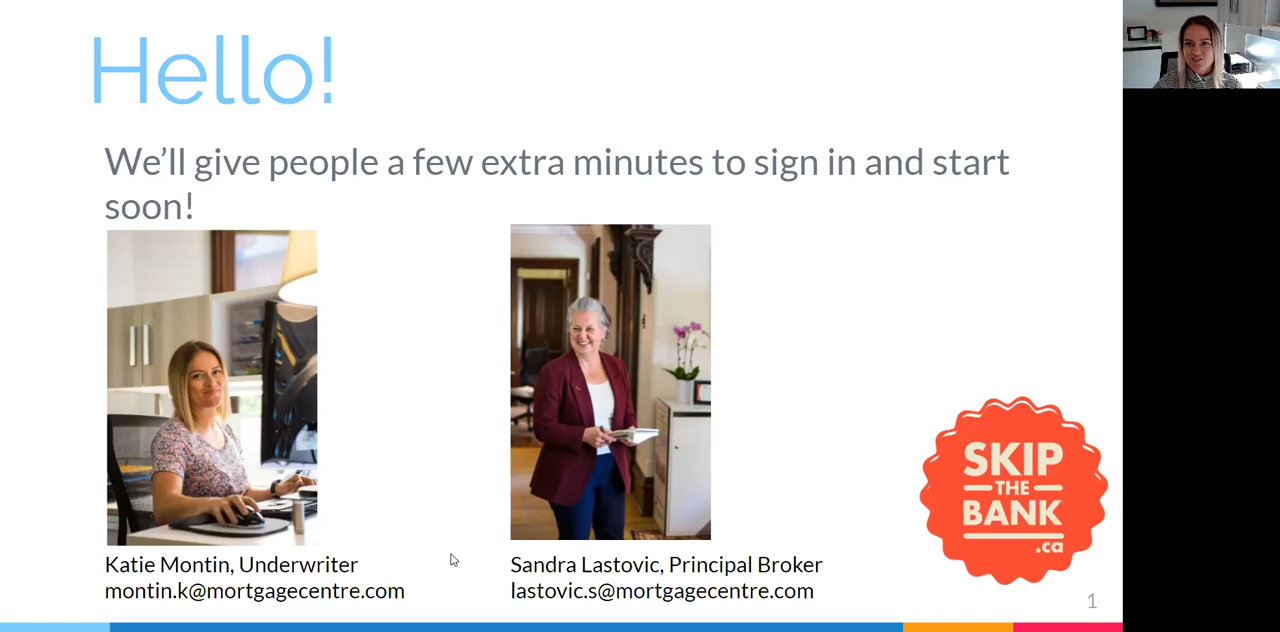 Hello!
We’ll give people a few extra minutes to sign in and start
soon!
Katie Montin, Underwriter
montin.k@mortgagecentre.com
Sandra Lastovic, Principal Broker
lastovic.s@mortgagecentre.com
SKIP
THE
BANK
.ca
1